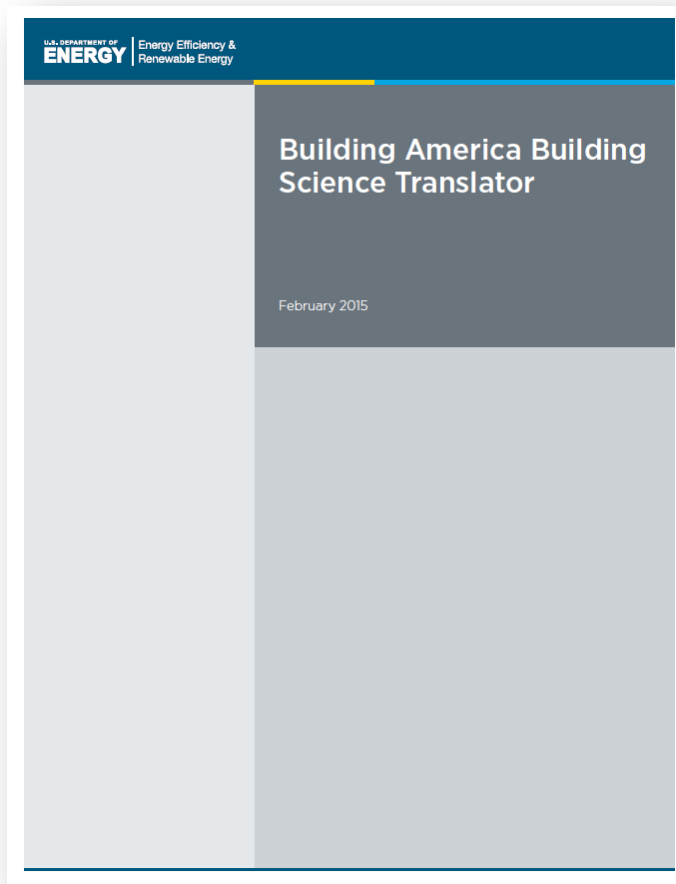 U.S. DEPARTMENT OF
ENERGY
Energy Efficiency &
Renewable Energy
Building America Building
Science Translator
February 2015